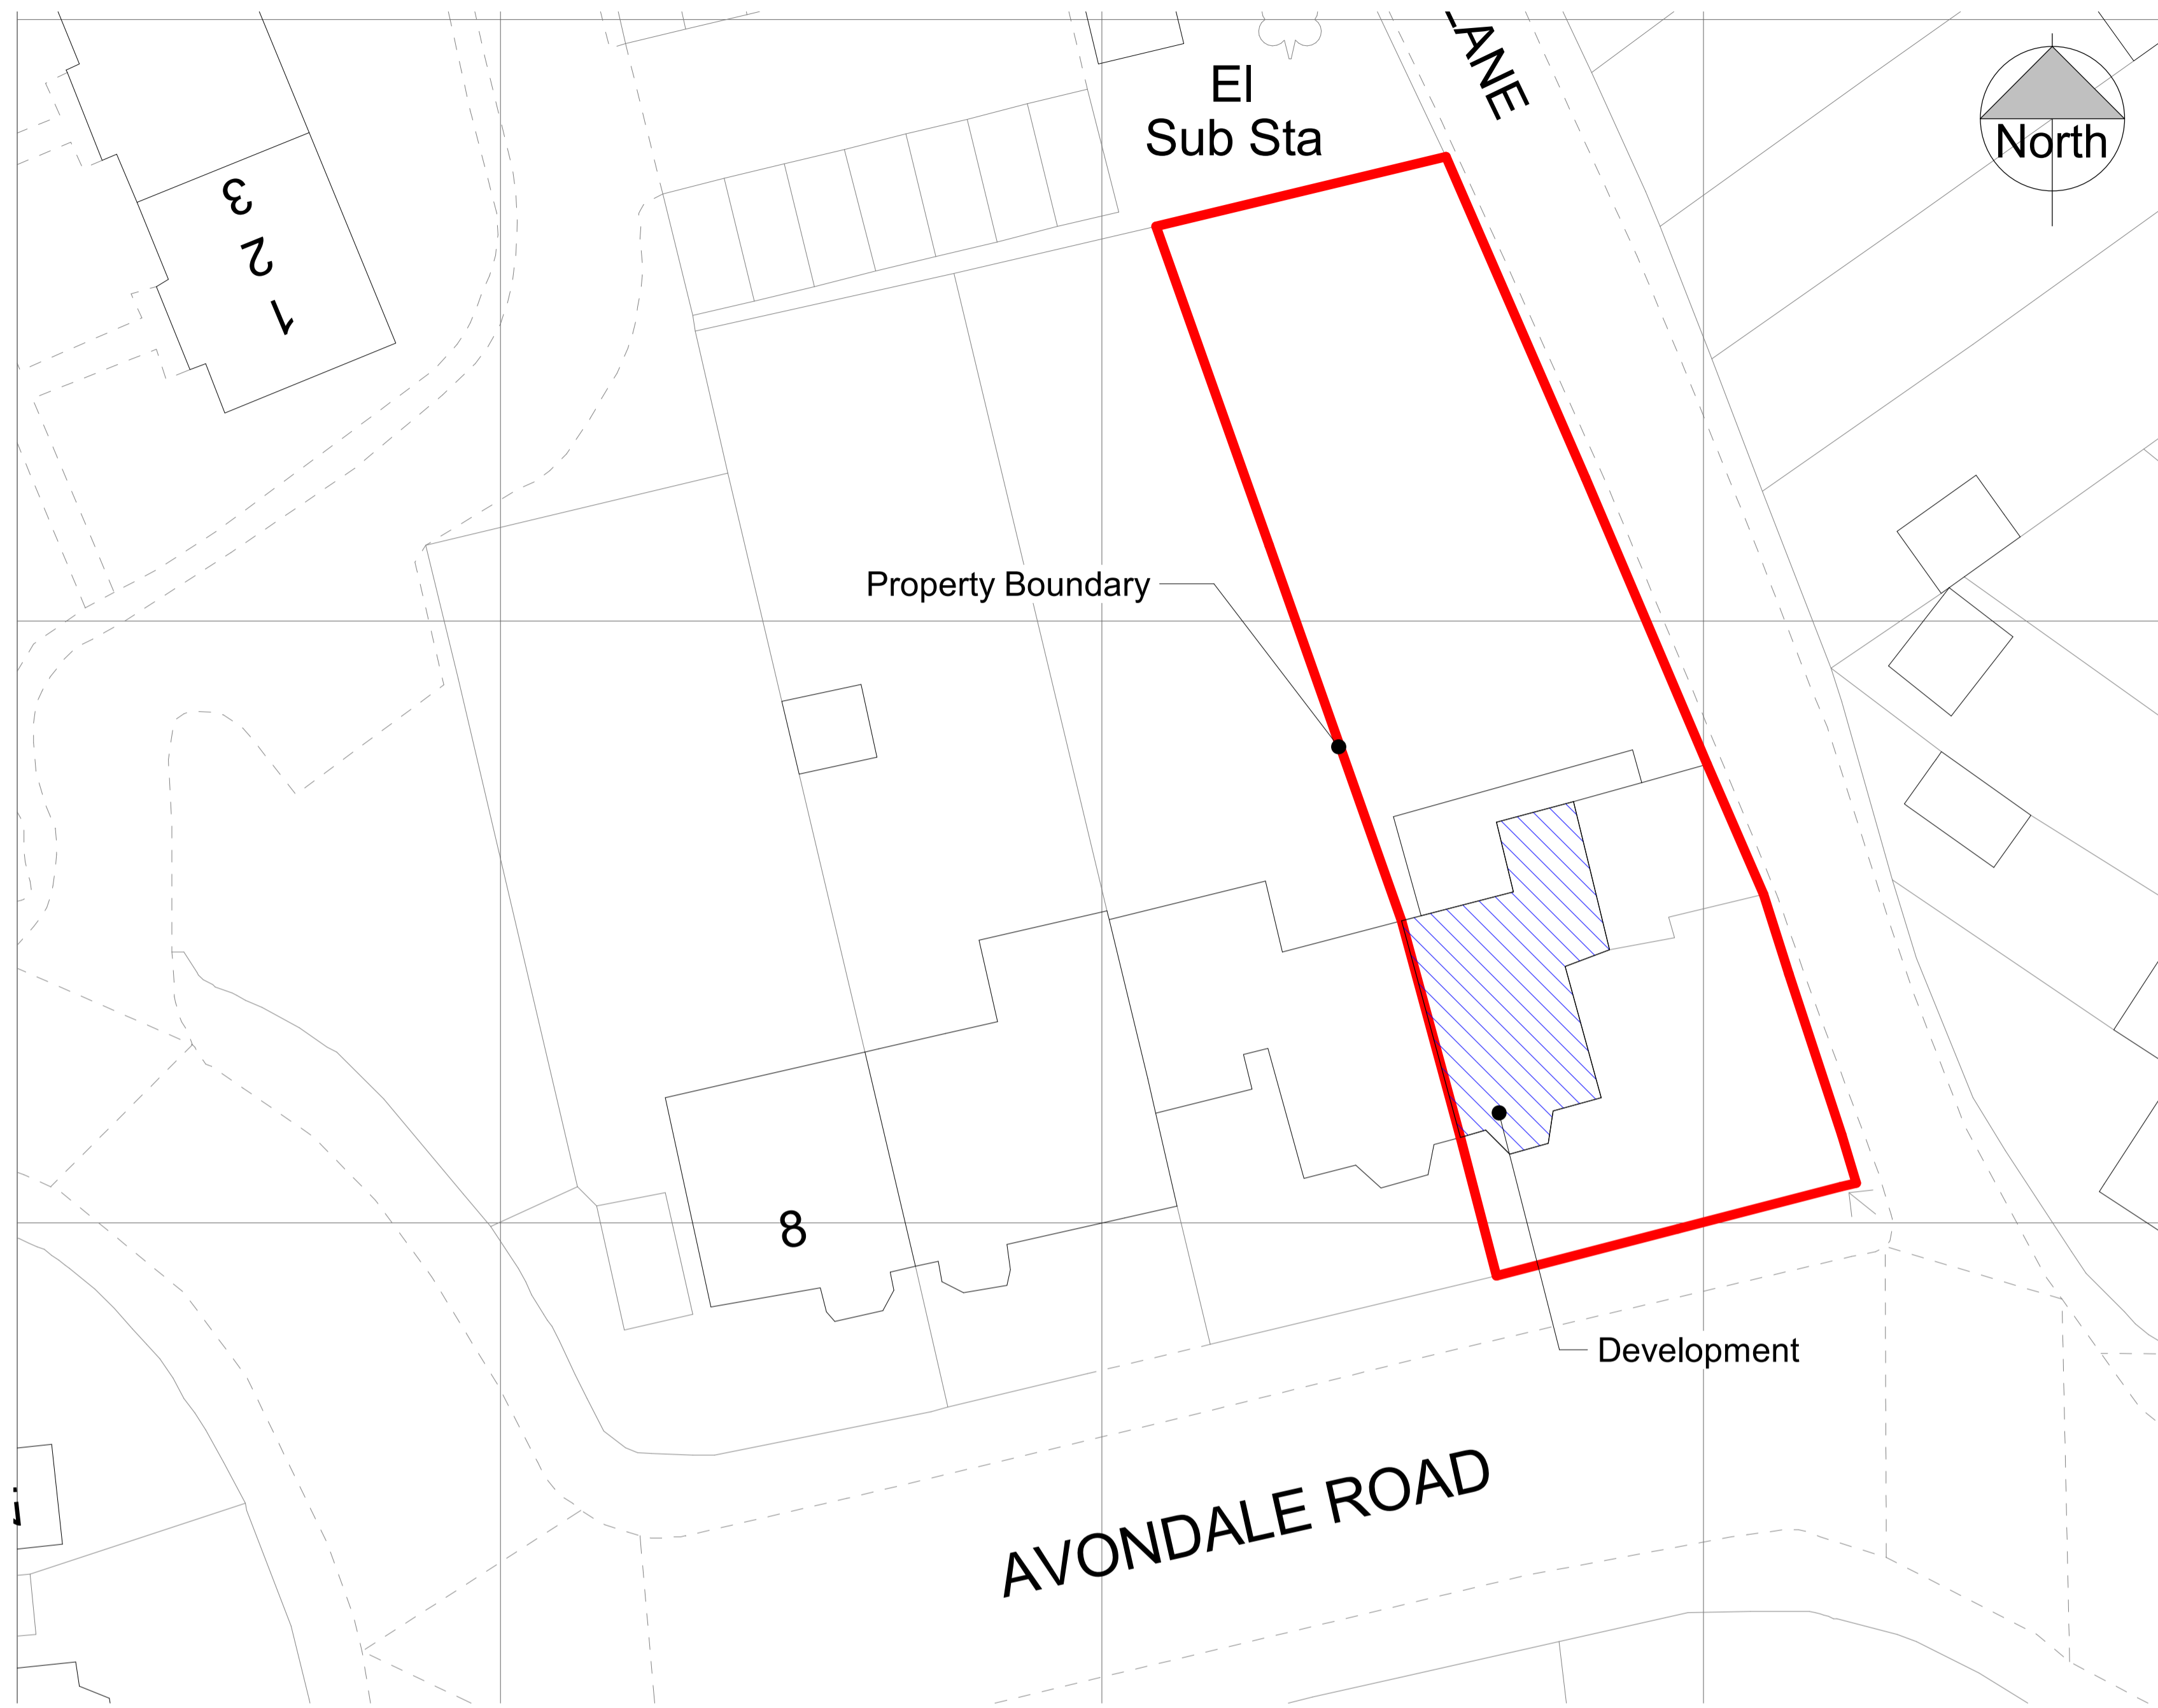 El
Sub Sta
ANE
North
3
2
1
Property Boundary
8
Development
AVONDALE ROAD